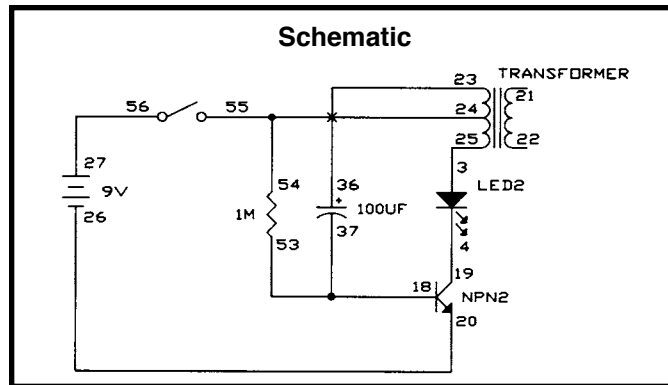 Schematic
23 TRANSFORMER
21
56 55 24
25 22
27 3
54 36 LED2
9V 1M + 100UF
26 53 37 4
19
18 NPN2
20